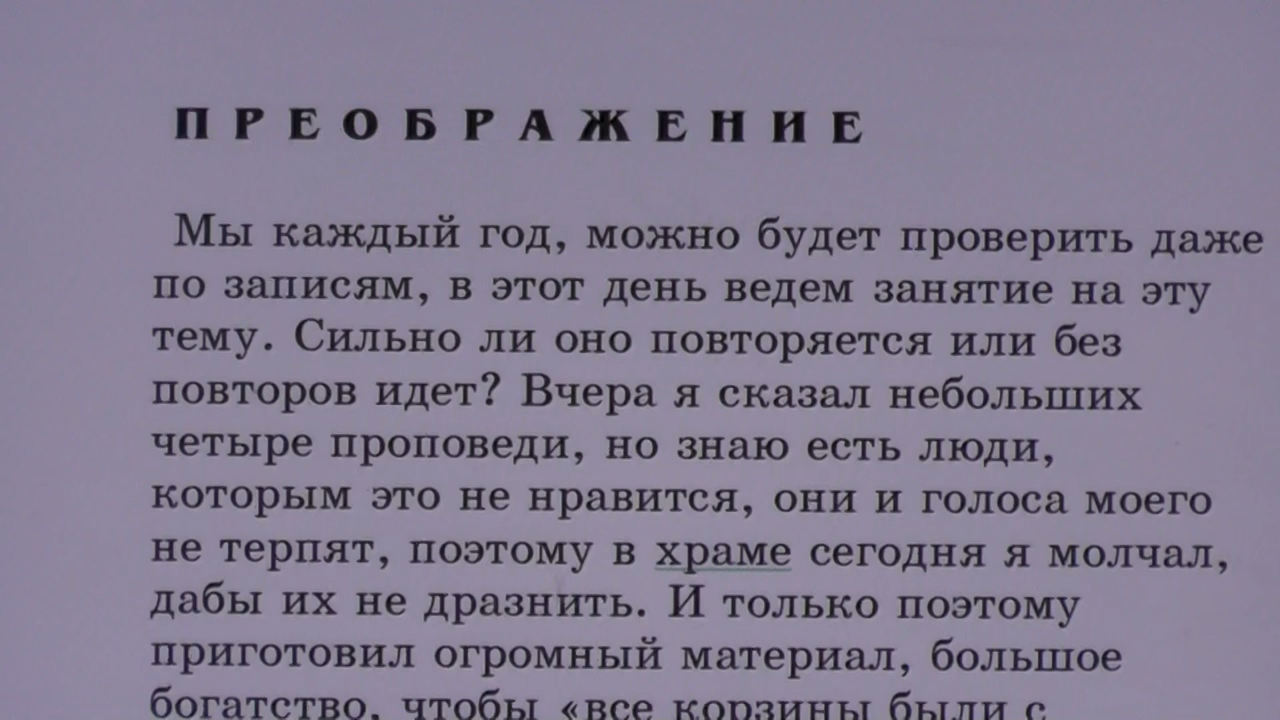 ПРЕОБРАЖЕНИЕ
Мы каждый год, можно будет проверить даже
по записям, в этот день ведем занятие на эту
тему. Сильно ли оно повторяется или без
повторов идет? Вчера я сказал небольших
четыре проповеди, но знаю есть люди,
которым это не нравится, они и голоса моего
не терпят, поэтому в храме сегодня я молчал,
дабы их не дразнить. И только поэтому
приготовил огромный материал, большое
богатство, чтобы «все корзины были с